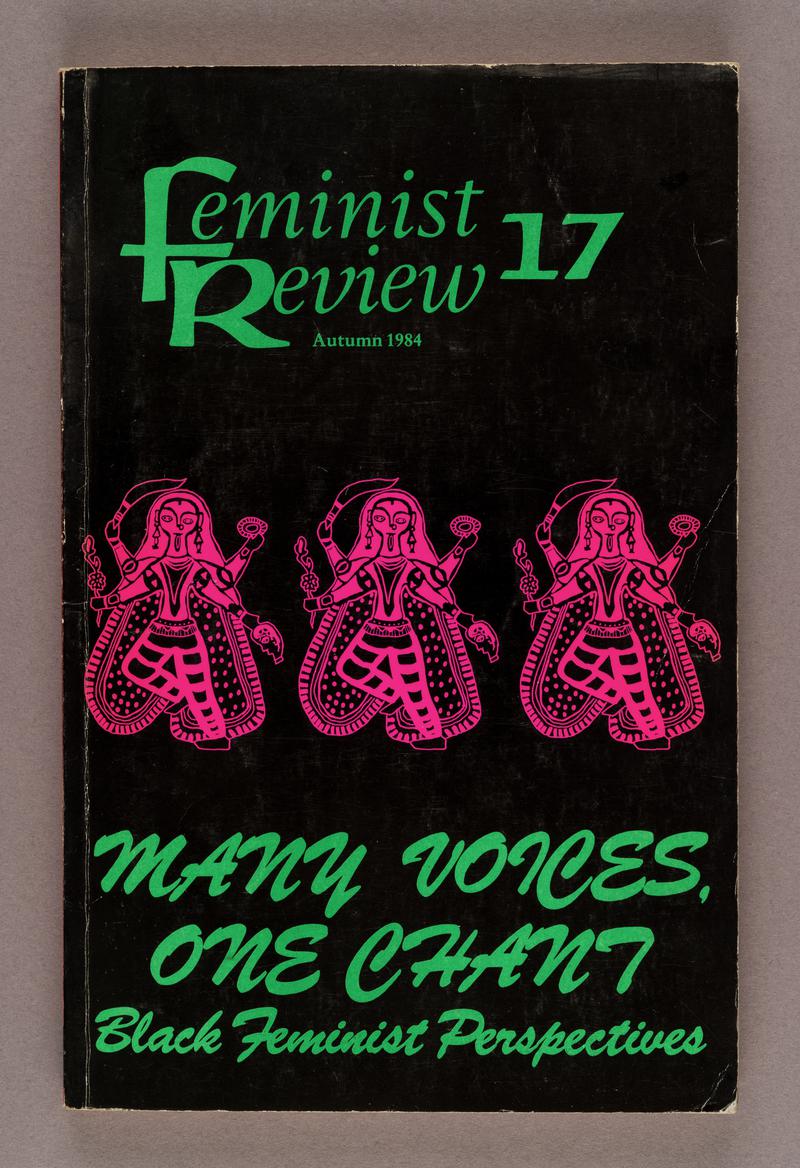 Feminist
Review 17
Autumn 1984
MANY VOICES,
ONE CHANT
Black Feminist Perspectives